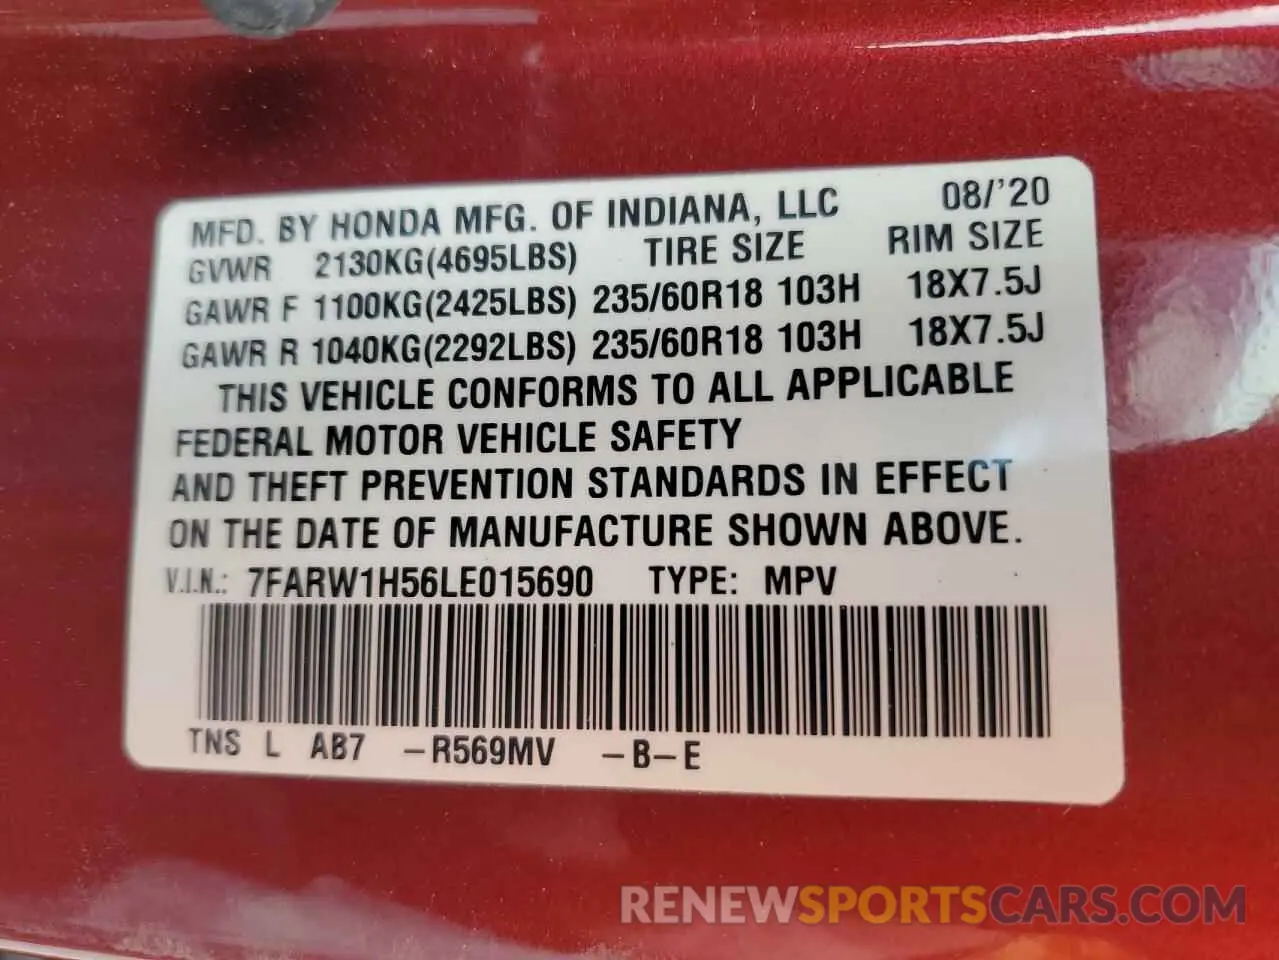 MFD. BY HONDA MFG. OF INDIANA, LLC 08/'20
GVWR 2130KG(4695LBS) TIRE SIZE RIM SIZE
GAWR F 1100KG(2425LBS) 235/60R18 103H 18X7.5J
GAWR R 1040KG(2292LBS) 235/60R18 103H 18X7.5J
THIS VEHICLE CONFORMS TO ALL APPLICABLE
FEDERAL MOTOR VEHICLE SAFETY
AND THEFT PREVENTION STANDARDS IN EFFECT
ON THE DATE OF MANUFACTURE SHOWN ABOVE.
V.I.N.: 7FARW1H56LE015690 TYPE: MPV
TNS L AB7 -R569MV -B-E
RENEWSPORTSCARS.COM